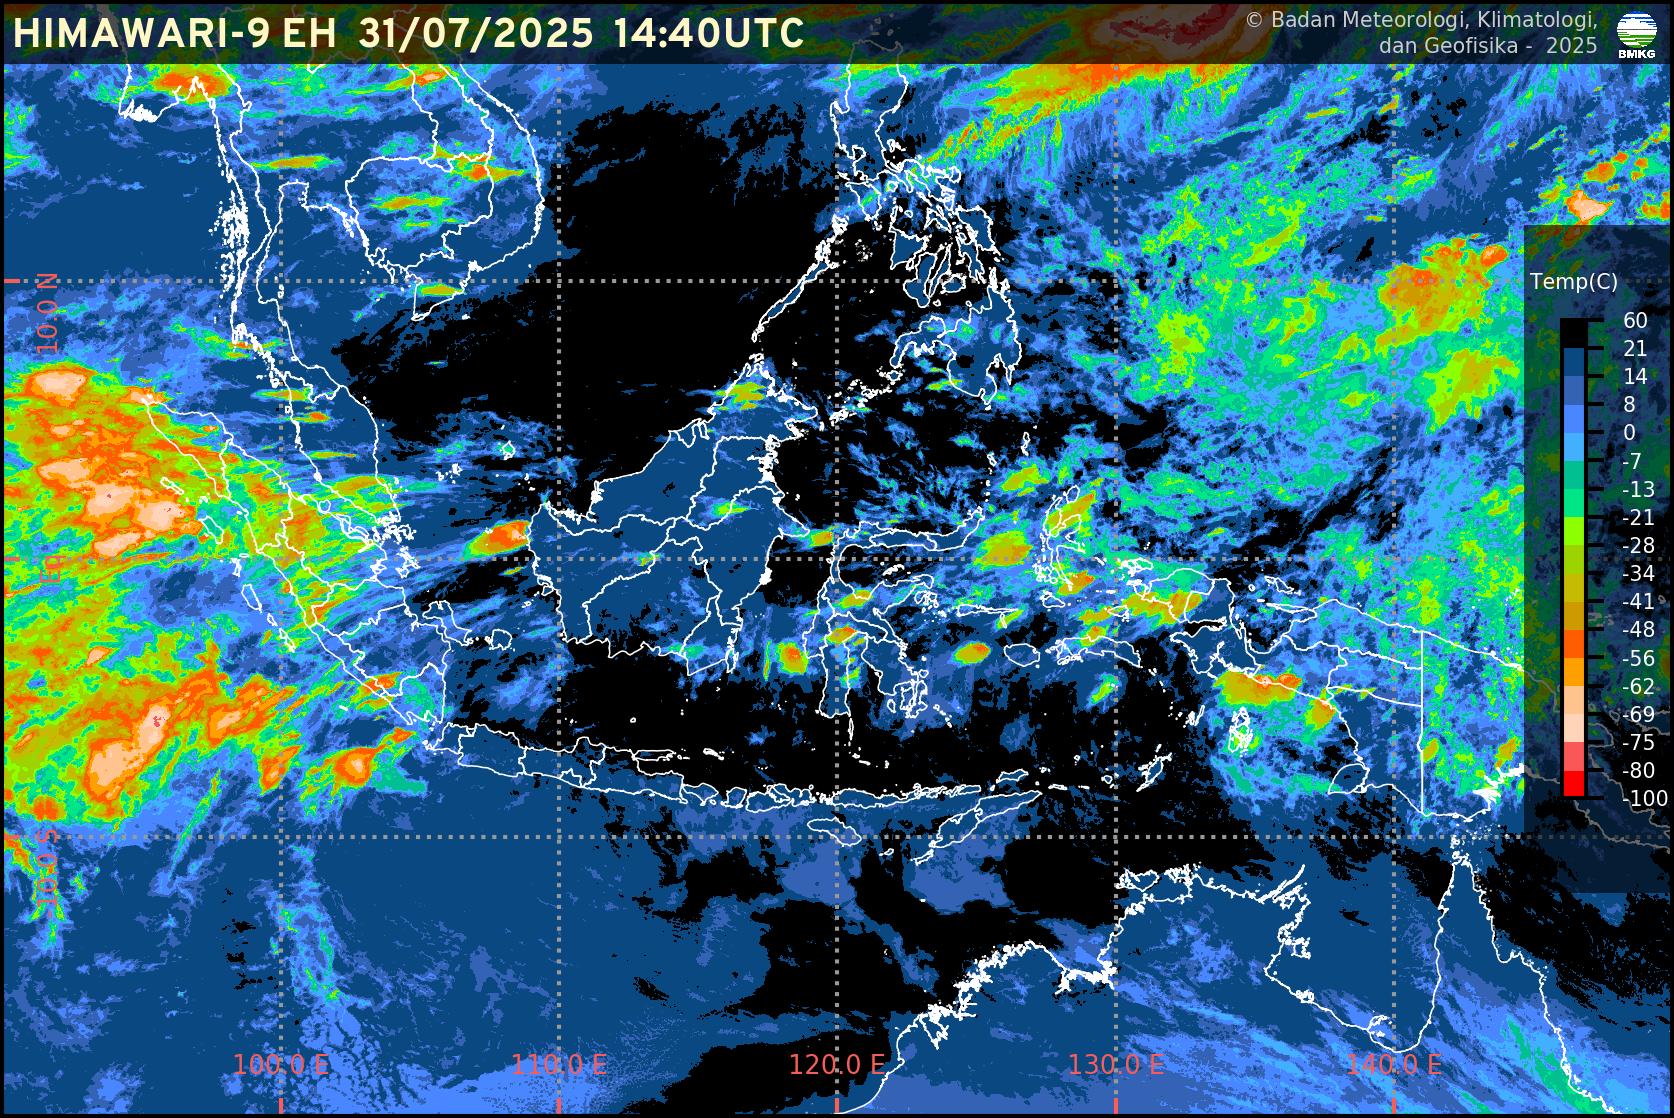 HIMAWARI-9 EH 31/07/2025 14:40UTC
© Badan Meteorologi, Klimatologi,
dan Geofisika - 2025
BMKG
10.0 N
EQ
10.0 S
Temp(C)
60
21
14
8
0
-7
-13
-21
-28
-34
-41
-48
-56
-62
-69
-75
-80
-100
100.0 E
110.0 E
120.0 E
130.0 E
140.0 E